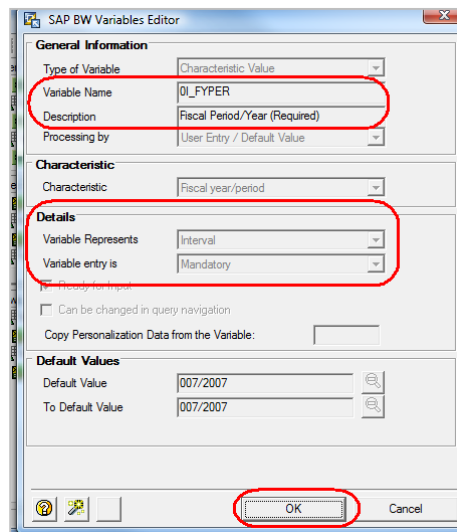 SAP BW Variables Editor
General Information
Type of Variable Characteristic Value
Variable Name 0I_FYPER
Description Fiscal Period/Year (Required)
Processing by User Entry / Default Value
Characteristic
Characteristic Fiscal year/period
Details
Variable Represents Interval
Variable entry is Mandatory
Ready for Input
Can be changed in query navigation
Copy Personalization Data from the Variable:
Default Values
Default Value 007/2007
To Default Value 007/2007
OK Cancel